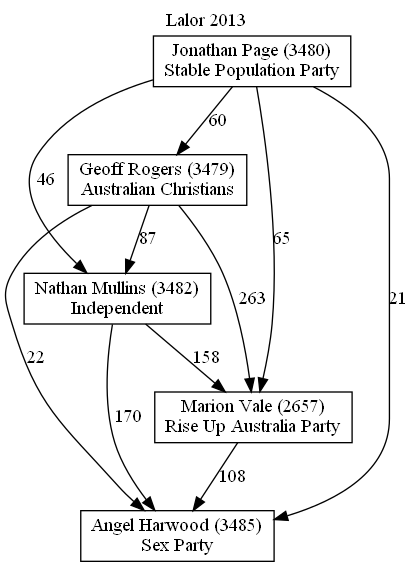 Lalor 2013
Jonathan Page (3480)
Stable Population Party
60
Geoff Rogers (3479)
Australian Christians
46
87
65
263
21
Nathan Mullins (3482)
Independent
22
158
170
Marion Vale (2657)
Rise Up Australia Party
108
Angel Harwood (3485)
Sex Party